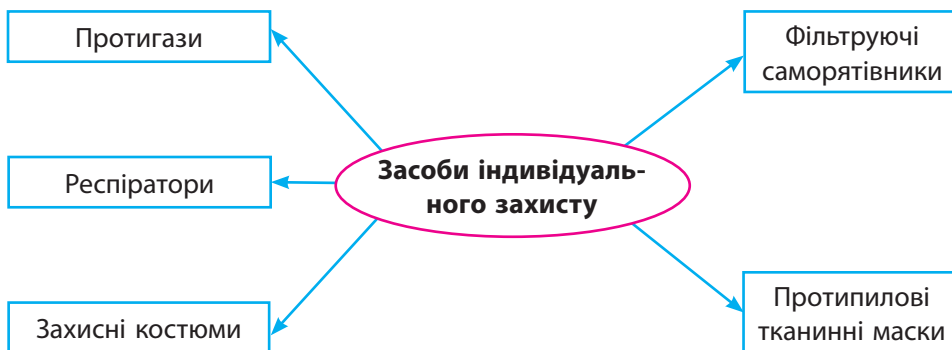 Протигази
Фільтруючі
саморятівники
Респіратори
Засоби індивідуаль-
ного захисту
Захисні костюми
Протипилові
тканинні маски